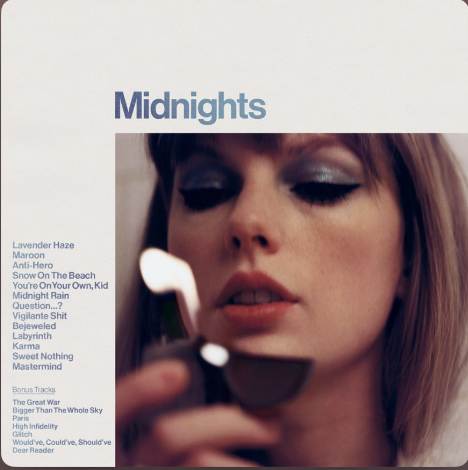 Midnights
Lavender Haze
Maroon
Anti-Hero
Snow On The Beach
You're On Your Own, Kid
Midnight Rain
Question...?
Vigilante Shit
Bejeweled
Labyrinth
Karma
Sweet Nothing
Mastermind
Bonus Tracks
The Great War
Bigger Than The Whole Sky
Paris
High Infidelity
Glitch
Would've, Could've, Should've
Dear Reader